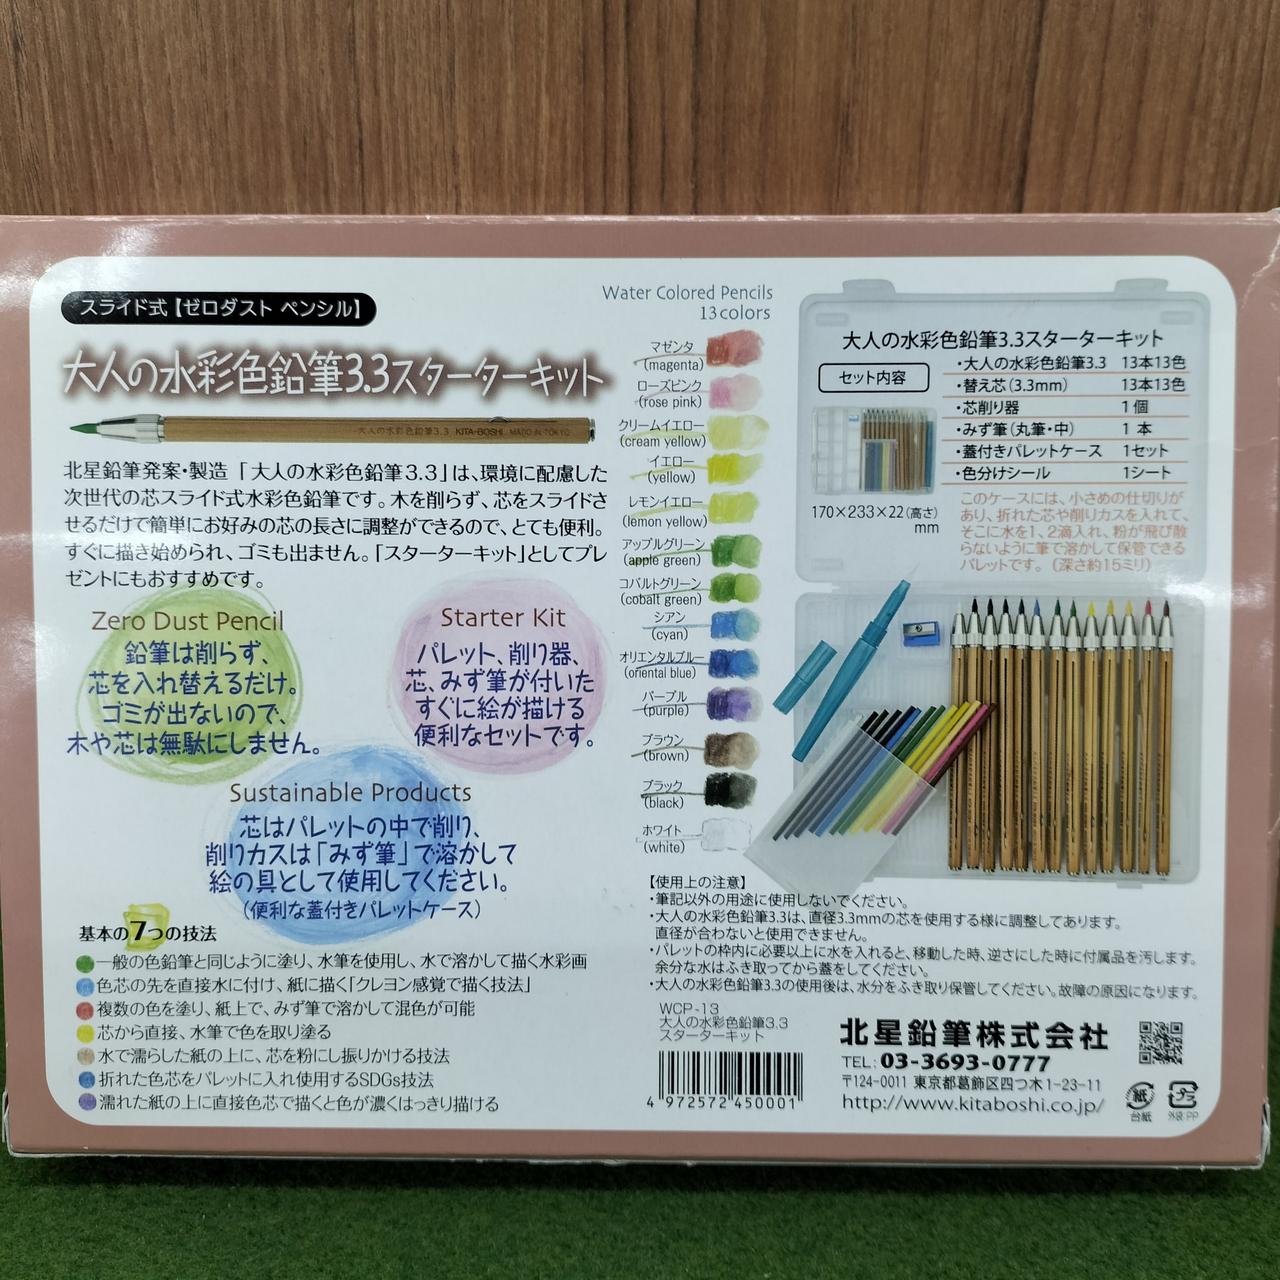 スライド式【ゼロダスト ペンシル】
大人の水彩色鉛筆3.3スターターキット
大人の水彩色鉛筆3.3 KITA-BOSHI MADE IN TOKYO
北星鉛筆発案・製造 「大人の水彩色鉛筆3.3」は、環境に配慮した
次世代の芯スライド式水彩色鉛筆です。木を削らず、芯をスライドさ
せるだけで簡単にお好みの芯の長さに調整ができるので、とても便利。
すぐに描き始められ、ゴミも出ません。「スターターキット」としてプレ
ゼントにもおすすめです。
Zero Dust Pencil
鉛筆は削らず、
芯を入れ替えるだけ。
ゴミが出ないので、
木や芯は無駄にしません。
Starter Kit
パレット、削り器、
芯、みず筆が付いた
すぐに絵が描ける
便利なセットです。
Sustainable Products
芯はパレットの中で削り、
削りカスは「みず筆」で溶かして
絵の具として使用してください。
(便利な蓋付きパレットケース)
基本の7つの技法
一般の色鉛筆と同じように塗り、水筆を使用し、水で溶かして描く水彩画
色芯の先を直接水に付け、紙に描く「クレヨン感覚で描く技法」
複数の色を塗り、紙上で、みず筆で溶かして混色が可能
芯から直接、水筆で色を取り塗る
水で濡らした紙の上に、芯を粉にし振りかける技法
折れた色芯をパレットに入れ使用するSDGs技法
濡れた紙の上に直接色芯で描くと色が濃くはっきり描ける
Water Colored Pencils
13colors
マゼンタ
(magenta)
ローズピンク
(rose pink)
クリームイエロー
(cream yellow)
イエロー
(yellow)
レモンイエロー
(lemon yellow)
アップルグリーン
(apple green)
コバルトグリーン
(cobalt green)
シアン
(cyan)
オリエンタルブルー
(oriental blue)
パープル
(purple)
ブラウン
(brown)
ブラック
(black)
ホワイト
(white)
大人の水彩色鉛筆3.3スターターキット
セット内容
・大人の水彩色鉛筆3.3 13本13色
・替え芯(3.3mm) 13本13色
・芯削り器 1個
・みず筆(丸筆・中) 1本
・蓋付きパレットケース 1セット
・色分けシール 1シート
170×233×22(高さ)
mm
このケースには、小さめの仕切りが
あり、折れた芯や削りカスを入れて、
そこに水を1、2滴入れ、粉が飛び散
らないように筆で溶かして保管できる
パレットです。(深さ約15ミリ)
【使用上の注意】
・筆記以外の用途に使用しないでください。
・大人の水彩色鉛筆3.3は、直径3.3mmの芯を使用する様に調整してあります。
直径が合わないと使用できません。
・パレットの枠内に必要以上に水を入れると、移動した時、逆さにした時に付属品を汚します。
余分な水はふき取ってから蓋をしてください。
・大人の水彩色鉛筆3.3の使用後は、水分をふき取り保管してください。故障の原因になります。
WCP-13
大人の水彩色鉛筆3.3
スターターキット
4 972572 450001
北星鉛筆株式会社
TEL: 03-3693-0777
〒124-0011 東京都葛飾区四つ木1-23-11
http://www.kitaboshi.co.jp/
紙
台紙
プラ
外袋 PP